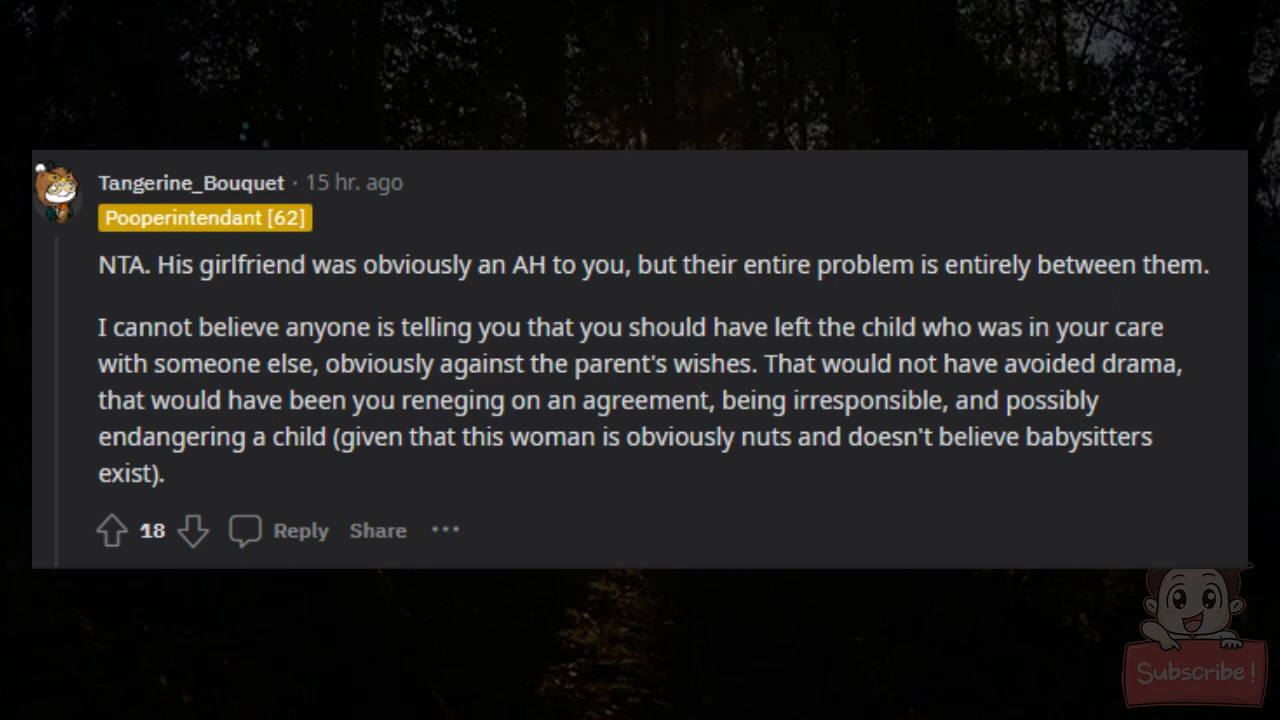 Tangerine_Bouquet · 15 hr. ago
Pooperintendant [62]
NTA. His girlfriend was obviously an AH to you, but their entire problem is entirely between them.
I cannot believe anyone is telling you that you should have left the child who was in your care
with someone else, obviously against the parent's wishes. That would not have avoided drama,
that would have been you reneging on an agreement, being irresponsible, and possibly
endangering a child (given that this woman is obviously nuts and doesn't believe babysitters
exist).
18 Reply Share ···
Subscribe!